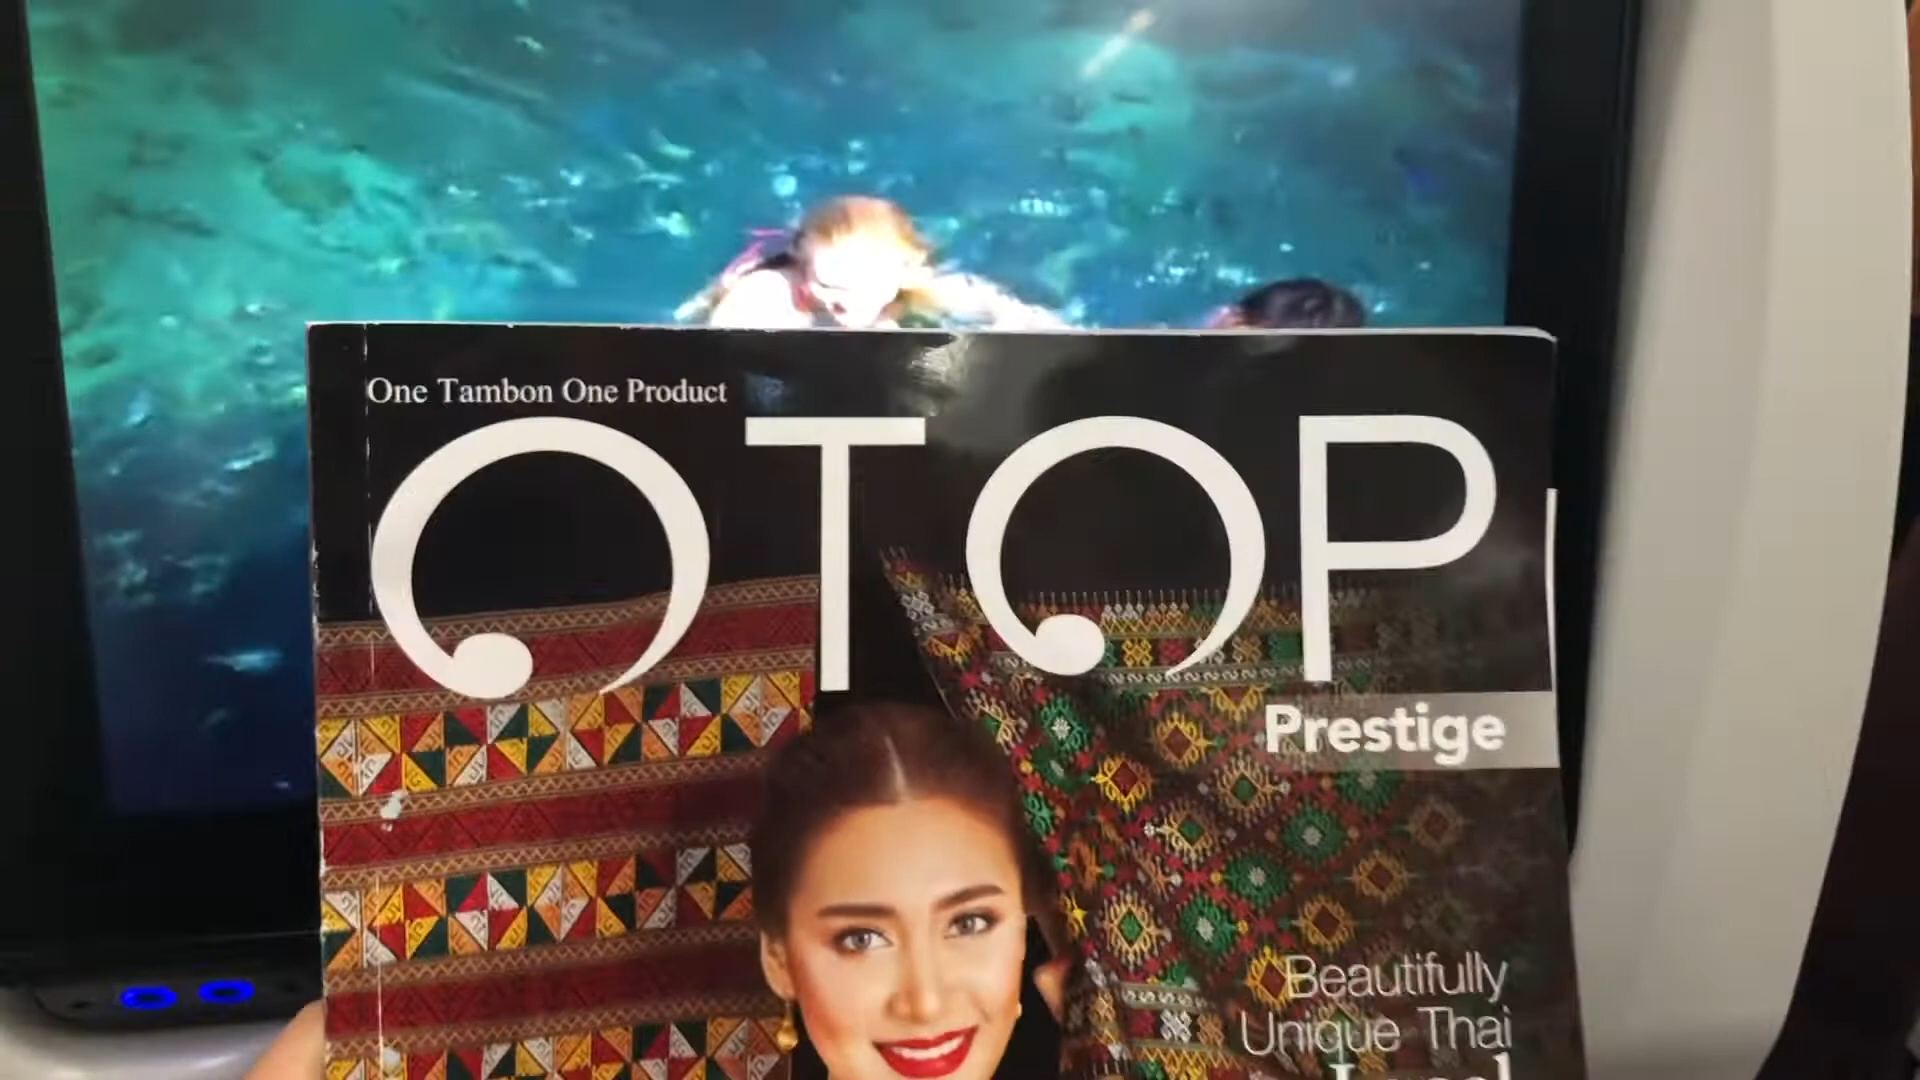 One Tambon One Product
OTOP
Prestige
Beautifully
Unique Thai